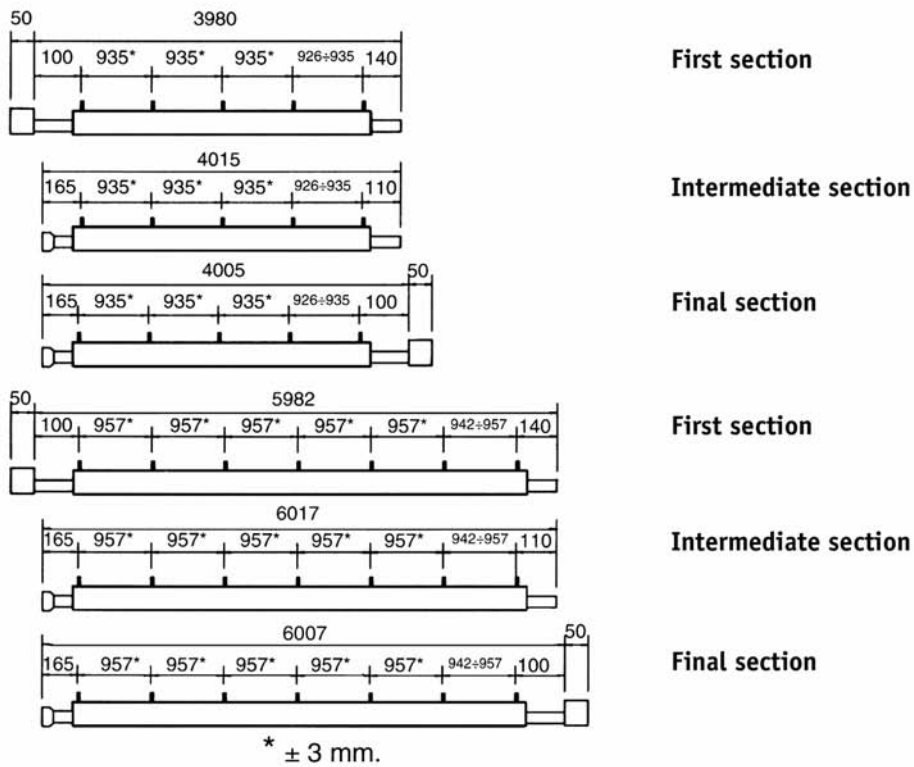 50 3980
100 935* 935* 935* 926÷935 140
First section
4015
165 935* 935* 935* 926÷935 110
Intermediate section
4005 50
165 935* 935* 935* 926÷935 100
Final section
50 5982
100 957* 957* 957* 957* 957* 942÷957 140
First section
6017
165 957* 957* 957* 957* 957* 942÷957 110
Intermediate section
6007 50
165 957* 957* 957* 957* 957* 942÷957 100
Final section
* ± 3 mm.